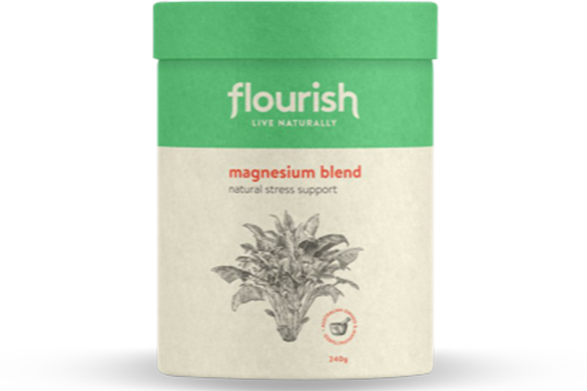 flourish
LIVE NATURALLY
magnesium blend
natural stress support
240g